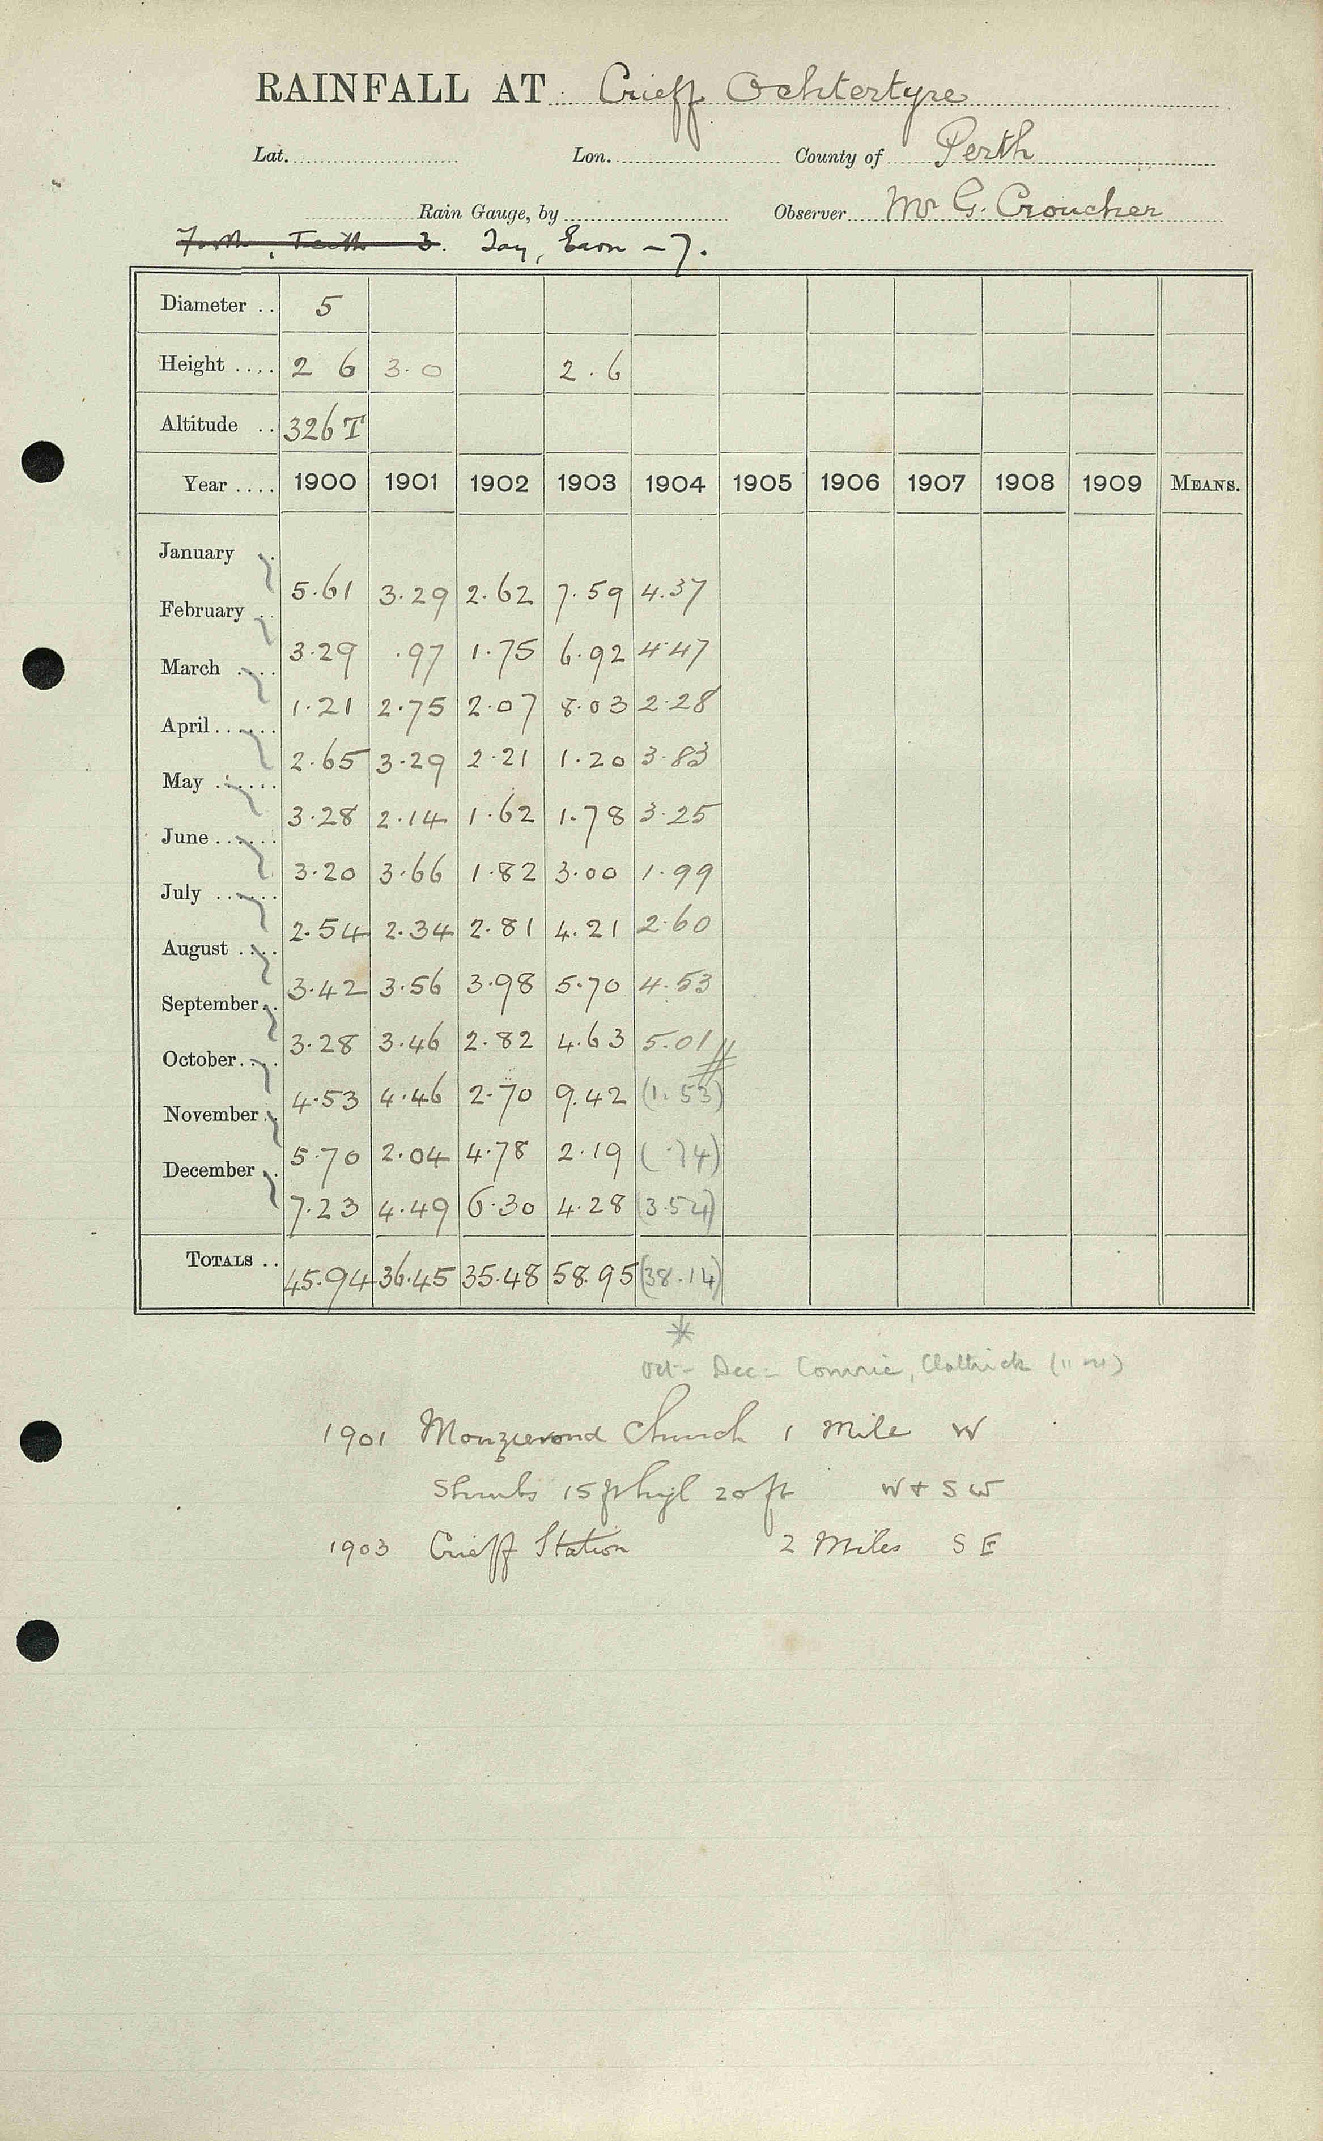 RAINFALL AT Crieff Ochtertyre
Lat. Lon. County of Perth
Rain Gauge, by Observer Mr G. Croucher
Forth, Teith 3. Tay, Earn - 7.
Diameter .. 5
Height .... 2 6 3.0 2.6
Altitude .. 326 T
Year .... 1900 1901 1902 1903 1904 1905 1906 1907 1908 1909 MEANS.
January 5.61 3.29 2.62 7.59 4.37
February 3.29 .97 1.75 6.92 4.47
March 1.21 2.75 2.07 8.03 2.28
April 2.65 3.29 2.21 1.20 3.83
May 3.28 2.14 1.62 1.78 3.25
June 3.20 3.66 1.82 3.00 1.99
July 2.54 2.34 2.81 4.21 2.60
August 3.42 3.56 3.98 5.70 4.53
September 3.28 3.46 2.82 4.63 5.01
October 4.53 4.46 2.70 9.42 (1.53)
November 5.70 2.04 4.78 2.19 (.74)
December 7.23 4.49 6.30 4.28 (3.54)
TOTALS .. 45.94 36.45 35.48 58.95 (38.14)
*
Oct - Dec = Comrie, Clathick
1901 Monzievond Church 1 Mile W
Shrubs 15 ft high 20 ft W + SW
1903 Crieff Station 2 Miles S E